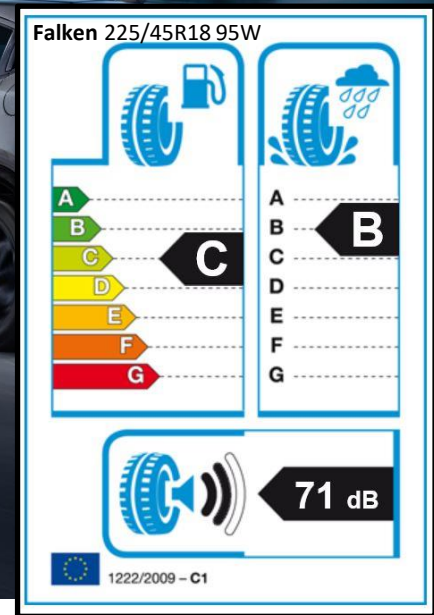 Falken 225/45R18 95W
A
B
C
D
E
F
G
C
A
B
C
D
E
F
G
B
71 dB
1222/2009 – C1